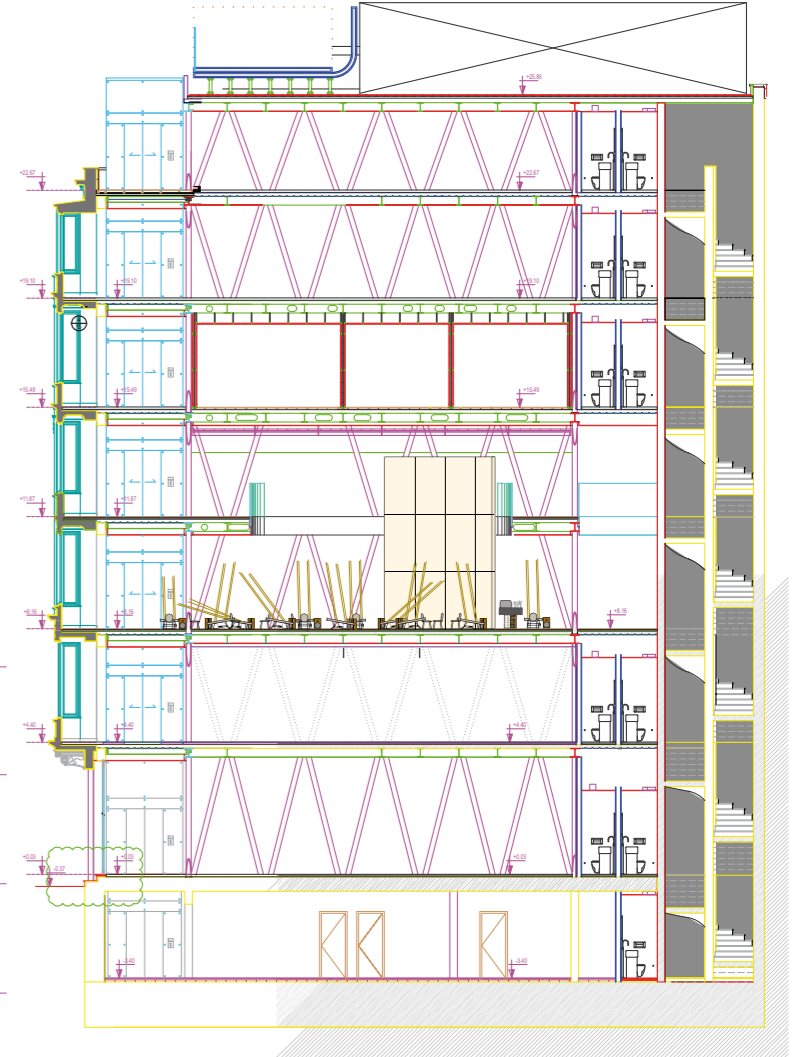 +25.85
+22.67 +22.67
+19.10 +19.10 +19.10
+15.49 +15.49 +15.49
+11.87 +11.87
+8.16 +8.16 +8.16
+4.40 +4.40 +4.40
+0.03 +0.03 +0.03
-0.37
-3.40 -3.40